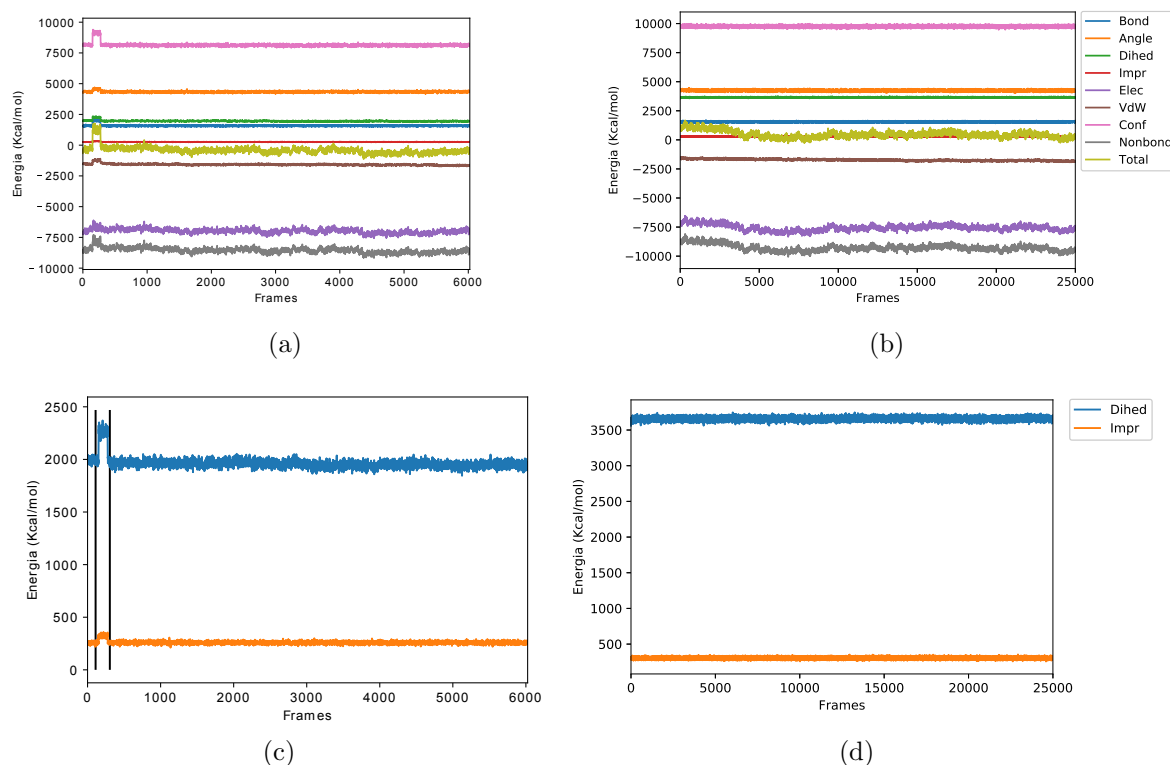 10000
7500
5000
2500
0
−2500
−5000
−7500
−10000
Energia (Kcal/mol)
0 1000 2000 3000 4000 5000 6000
Frames
(a)
10000
7500
5000
2500
0
−2500
−5000
−7500
−10000
Energia (Kcal/mol)
0 5000 10000 15000 20000 25000
Frames
Bond
Angle
Dihed
Impr
Elec
VdW
Conf
Nonbond
Total
(b)
2500
2000
1500
1000
500
0
Energia (Kcal/mol)
0 1000 2000 3000 4000 5000 6000
Frames
(c)
3500
3000
2500
2000
1500
1000
500
Energia (Kcal/mol)
0 5000 10000 15000 20000 25000
Frames
Dihed
Impr
(d)